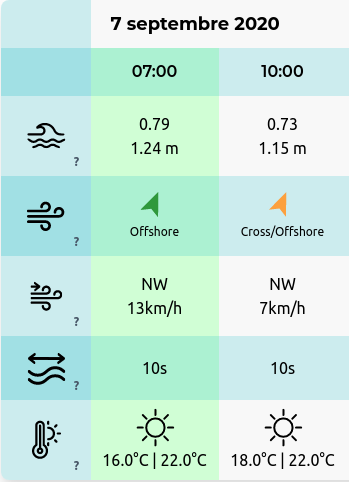 7 septembre 2020
07:00 10:00
0.79 0.73
1.24 m 1.15 m
?
Offshore Cross/Offshore
?
NW NW
13km/h 7km/h
?
10s 10s
?
16.0°C | 22.0°C 18.0°C | 22.0°C
?